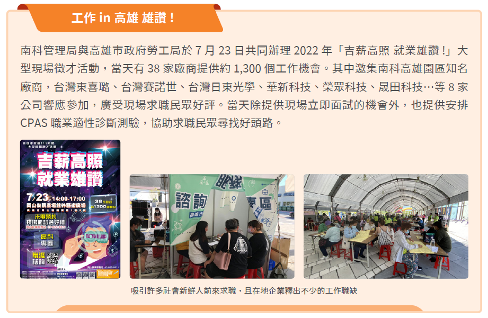 工作 in 高雄 雄讚！
南科管理局與高雄市政府勞工局於 7 月 23 日共同辦理 2022 年「吉薪高照 就業雄讚！」大
型現場徵才活動，當天有 38 家廠商提供約 1,300 個工作機會。其中邀集南科高雄園區知名
廠商，台灣東喜璐、台灣賽諾世、台灣日東光學、華新科技、榮眾科技、晟田科技…等 8 家
公司響應參加，廣受現場求職民眾好評。當天除提供現場立即面試的機會外，也提供安排
CPAS 職業適性診斷測驗，協助求職民眾尋找好頭路。
吉薪高照
就業雄讚
7/23 14:00-17:00
諮詢
區
吸引許多社會新鮮人前來求職，且在地企業釋出不少的工作職缺